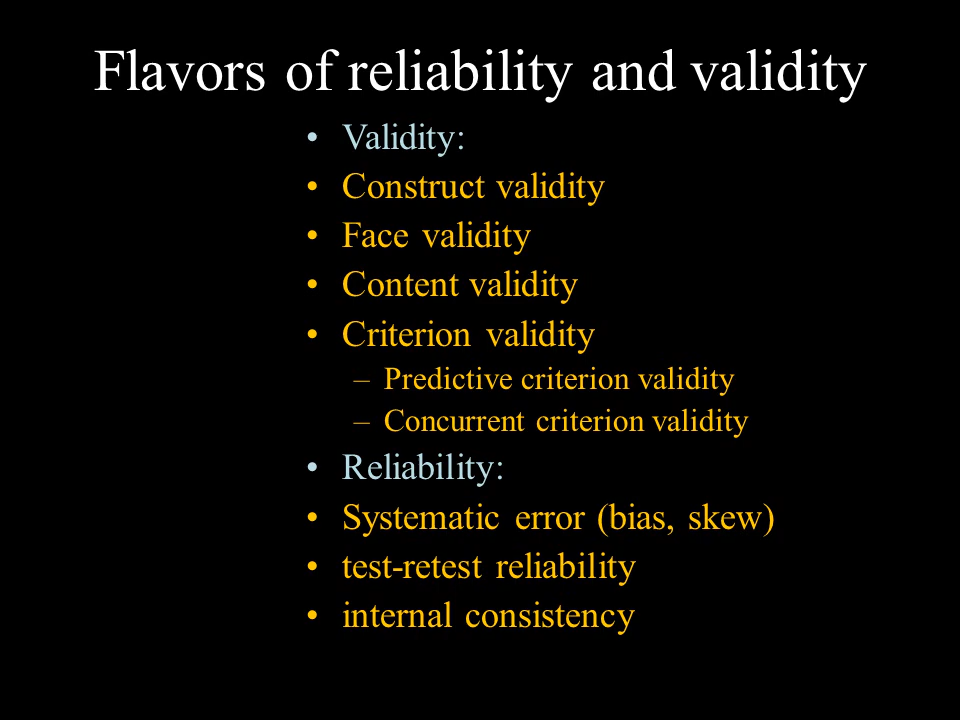 Flavors of reliability and validity
• Validity:
• Construct validity
• Face validity
• Content validity
• Criterion validity
– Predictive criterion validity
– Concurrent criterion validity
• Reliability:
• Systematic error (bias, skew)
• test-retest reliability
• internal consistency